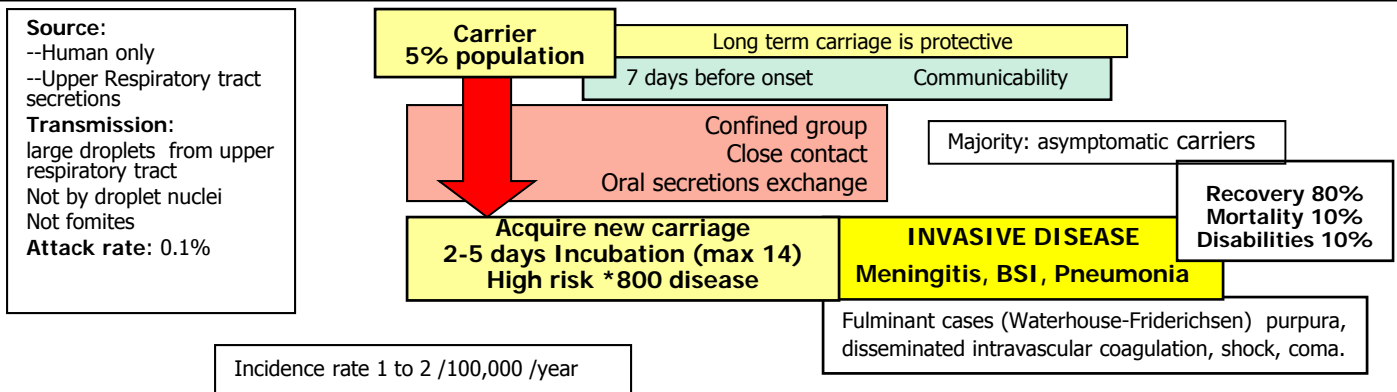 Source:
--Human only
--Upper Respiratory tract
secretions
Transmission:
large droplets from upper
respiratory tract
Not by droplet nuclei
Not fomites
Attack rate: 0.1%
Carrier
5% population
Long term carriage is protective
7 days before onset Communicability
Confined group
Close contact
Oral secretions exchange
Majority: asymptomatic carriers
Recovery 80%
Mortality 10%
Disabilities 10%
Acquire new carriage
2-5 days Incubation (max 14)
High risk *800 disease
INVASIVE DISEASE
Meningitis, BSI, Pneumonia
Fulminant cases (Waterhouse-Friderichsen) purpura,
disseminated intravascular coagulation, shock, coma.
Incidence rate 1 to 2 /100,000 /year